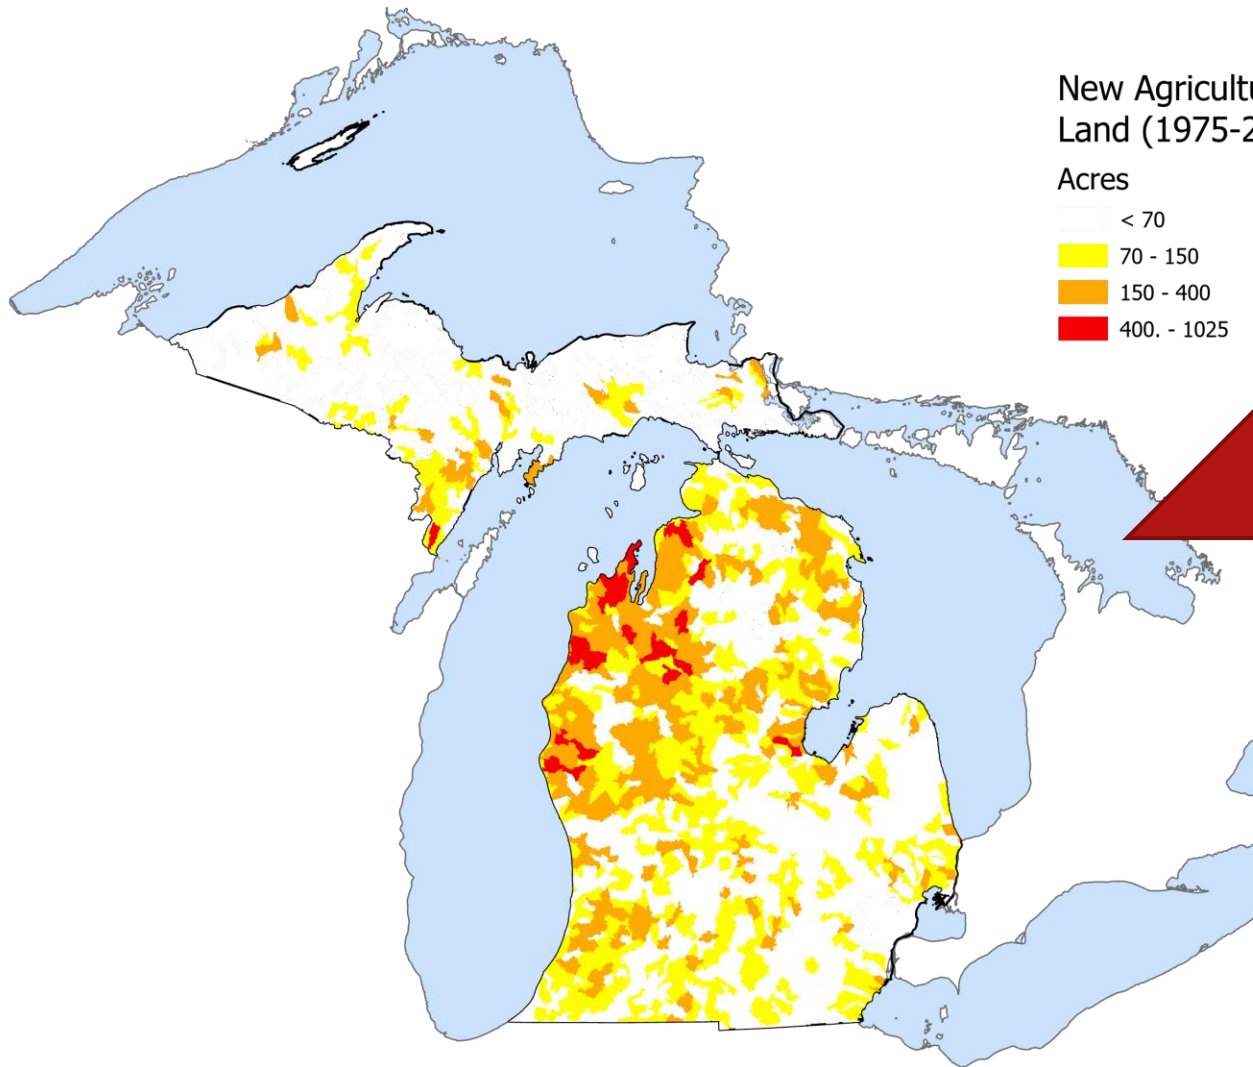 New Agricultu
Land (1975-2
Acres
< 70
70 - 150
150 - 400
400. - 1025